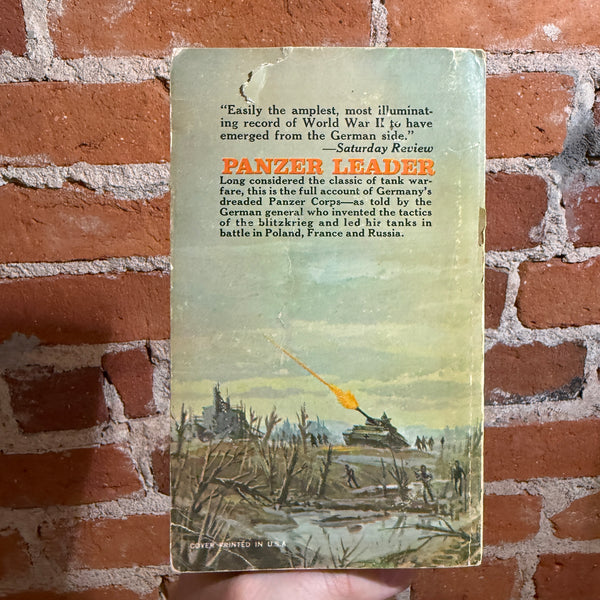 “Easily the amplest, most illuminat-
ing record of World War II to have
emerged from the German side.”
—Saturday Review
PANZER LEADER
Long considered the classic of tank war-
fare, this is the full account of Germany's
dreaded Panzer Corps—as told by the
German general who invented the tactics
of the blitzkrieg and led hir tanks in
battle in Poland, France and Russia.
COVER PRINTED IN U.S.A.